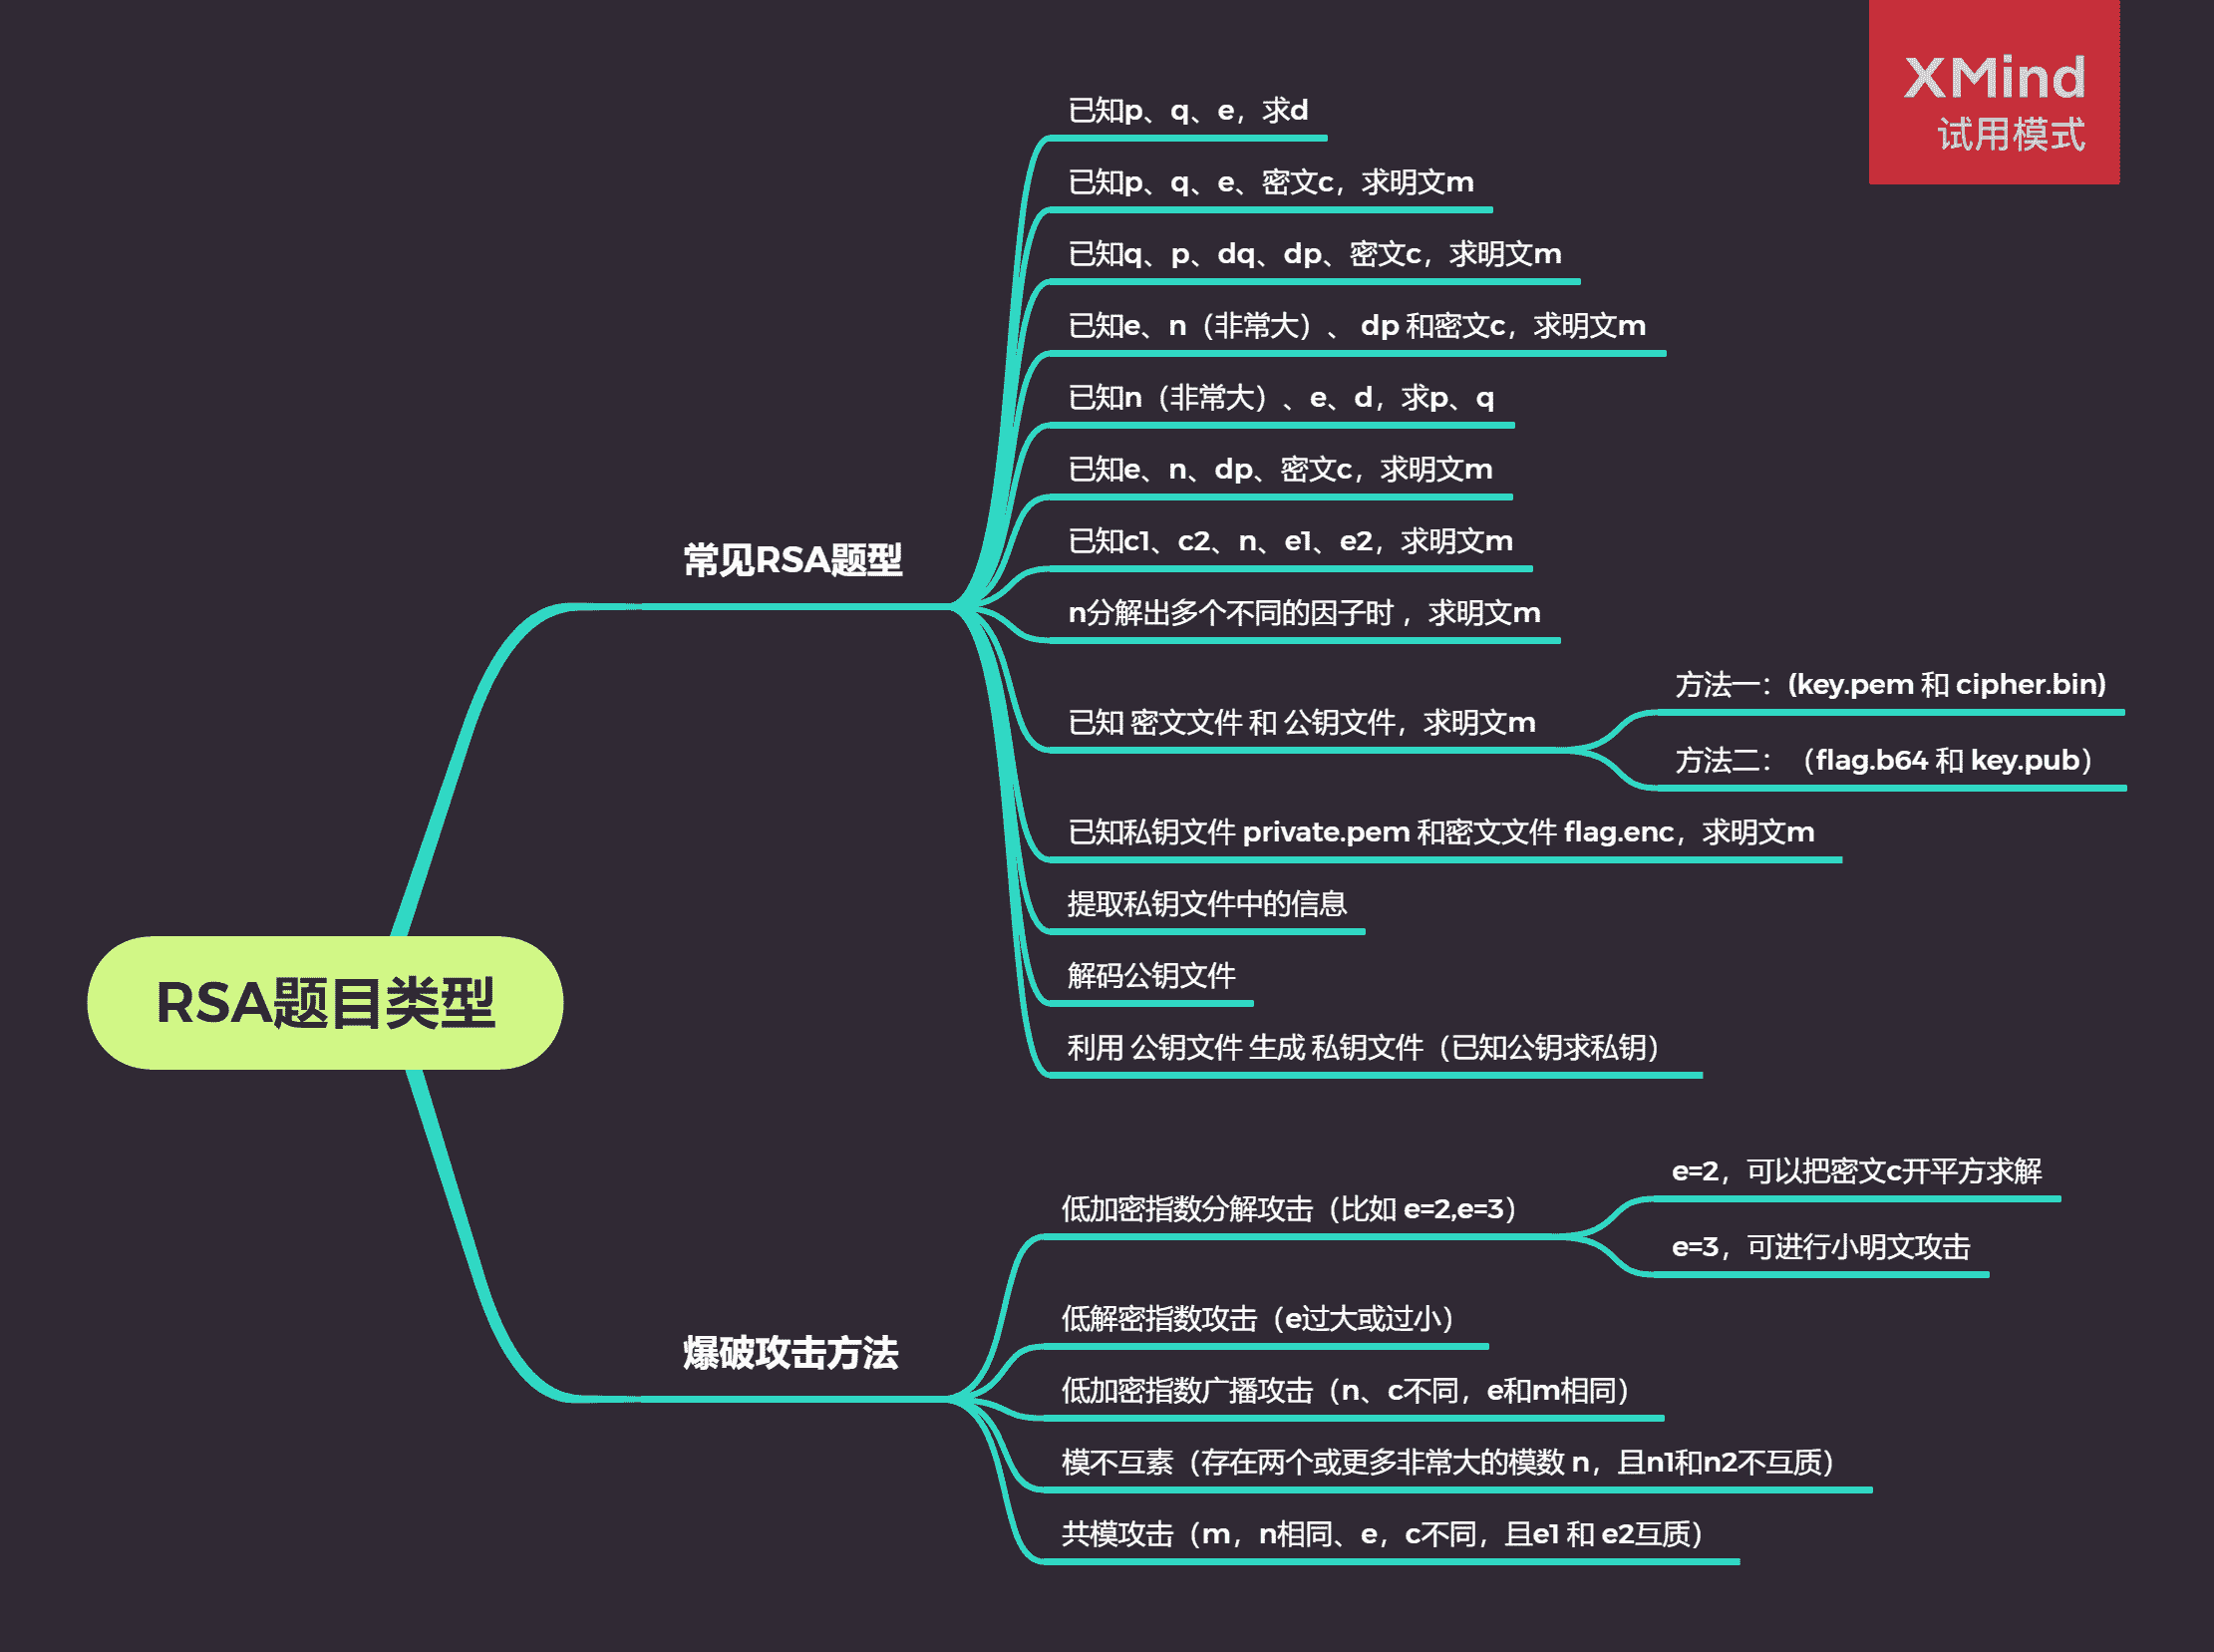 XMind
试用模式
RSA题目类型
常见RSA题型
已知p、q、e，求d
已知p、q、e、密文c，求明文m
已知q、p、dq、dp、密文c，求明文m
已知e、n（非常大）、 dp 和密文c，求明文m
已知n（非常大）、e、d，求p、q
已知e、n、dp、密文c，求明文m
已知c1、c2、n、e1、e2，求明文m
n分解出多个不同的因子时 ，求明文m
已知 密文文件 和 公钥文件，求明文m
方法一：(key.pem 和 cipher.bin)
方法二：（flag.b64 和 key.pub）
已知私钥文件 private.pem 和密文文件 flag.enc，求明文m
提取私钥文件中的信息
解码公钥文件
利用 公钥文件 生成 私钥文件（已知公钥求私钥）
爆破攻击方法
低加密指数分解攻击（比如 e=2,e=3）
e=2，可以把密文c开平方求解
e=3，可进行小明文攻击
低解密指数攻击（e过大或过小）
低加密指数广播攻击（n、c不同，e和m相同）
模不互素（存在两个或更多非常大的模数 n，且n1和n2不互质）
共模攻击（m，n相同、e，c不同，且e1 和 e2互质）